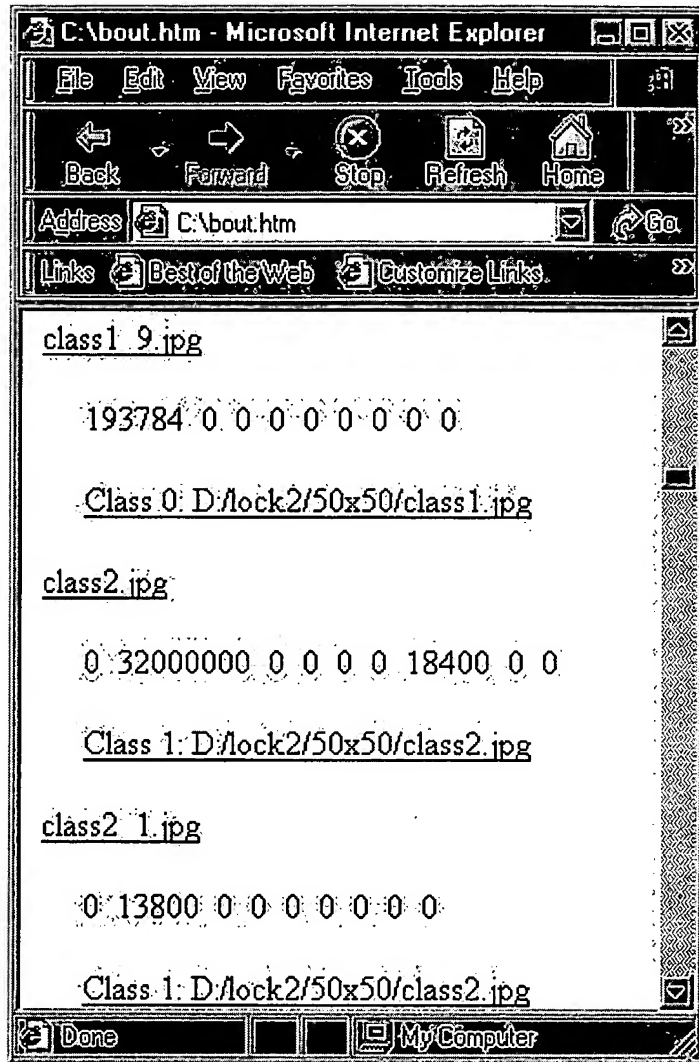 C:\bout.htm - Microsoft Internet Explorer
File Edit View Favorites Tools Help
Back Forward Stop Refresh Home »
Address C:\bout.htm Go
Links Best of the Web Customize Links »
class1_9.jpg
193784 0 0 0 0 0 0 0 0
Class 0: D:/lock2/50x50/class1.jpg
class2.jpg
0 32000000 0 0 0 0 18400 0 0
Class 1: D:/lock2/50x50/class2.jpg
class2_1.jpg
0 13800 0 0 0 0 0 0 0
Class 1: D:/lock2/50x50/class2.jpg
Done My Computer